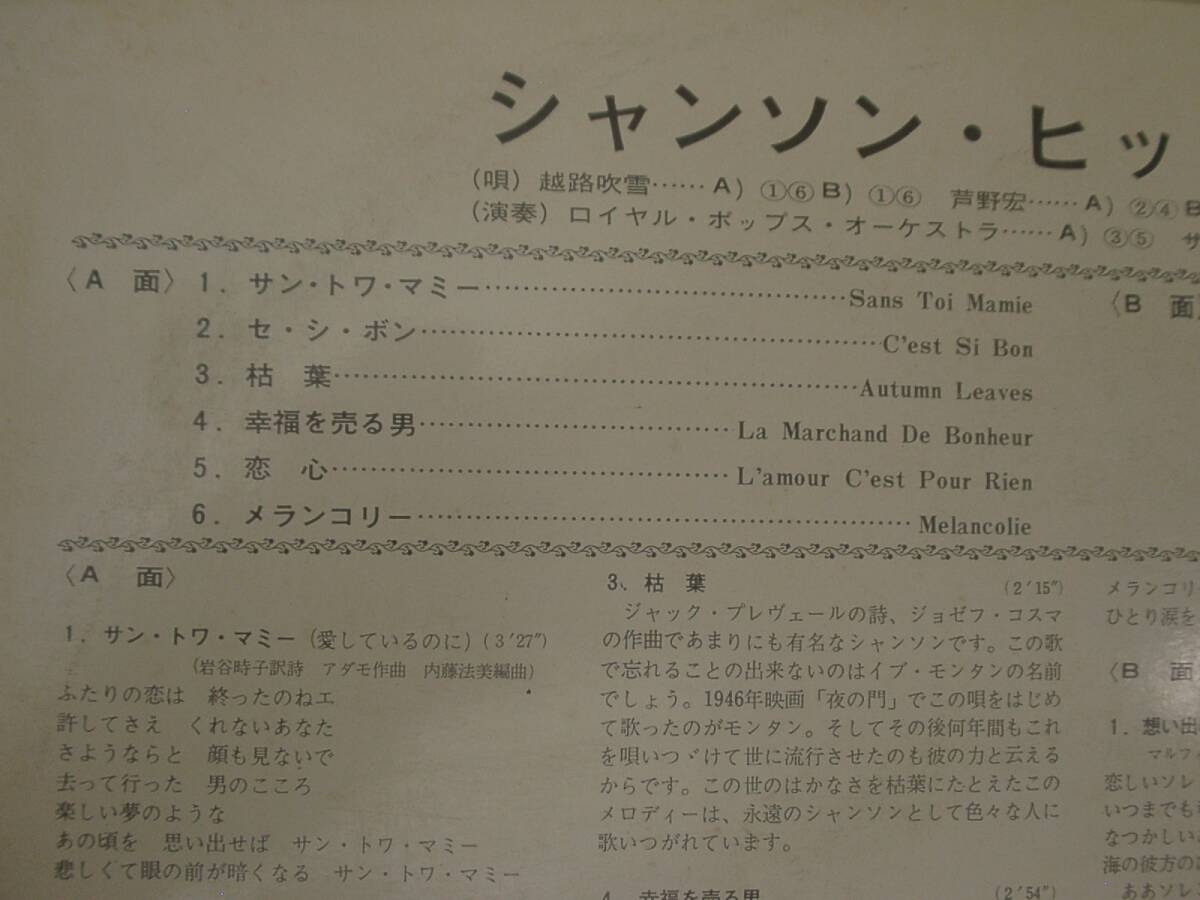 シャンソン・ヒッ
(唄) 越路吹雪……A) ①⑥ B) ①⑥ 芦野宏……A) ②④ B
(演奏) ロイヤル・ポップス・オーケストラ……A) ③⑤ サ
〈A 面〉 1. サン・トワ・マミー……Sans Toi Mamie
2. セ・シ・ボン……C'est Si Bon
3. 枯 葉……Autumn Leaves
4. 幸福を売る男……La Marchand De Bonheur
5. 恋 心……L'amour C'est Pour Rien
6. メランコリー……Melancolie
〈B 面〉
〈A 面〉
1. サン・トワ・マミー (愛しているのに) (3′27″)
(岩谷時子訳詩 アダモ作曲 内藤法美編曲)
ふたりの恋は 終ったのねエ
許してさえ くれないあなた
さようならと 顔も見ないで
去って行った 男のこころ
楽しい夢のような
あの頃を 思い出せば サン・トワ・マミー
悲しくて眼の前が暗くなる サン・トワ・マミー
3、枯 葉 (2′15″)
ジャック・プレヴェールの詩、ジョゼフ・コスマ
の作曲であまりにも有名なシャンソンです。この歌
で忘れることの出来ないのはイブ・モンタンの名前
でしょう。1946年映画「夜の門」でこの唄をはじめ
て歌ったのがモンタン。そしてその後何年間もこれ
を唄いつゞけて世に流行させたのも彼の力と云える
からです。この世のはかなさを枯葉にたとえたこの
メロディーは、永遠のシャンソンとして色々な人に
歌いつがれています。
4. 幸福を売る男 (2′54″)
メランコリ
ひとり涙を
〈B 面
1. 想い出
マルフィ
恋しいソレ
いつまでも
なつかしい
海の彼方の
ああソレ